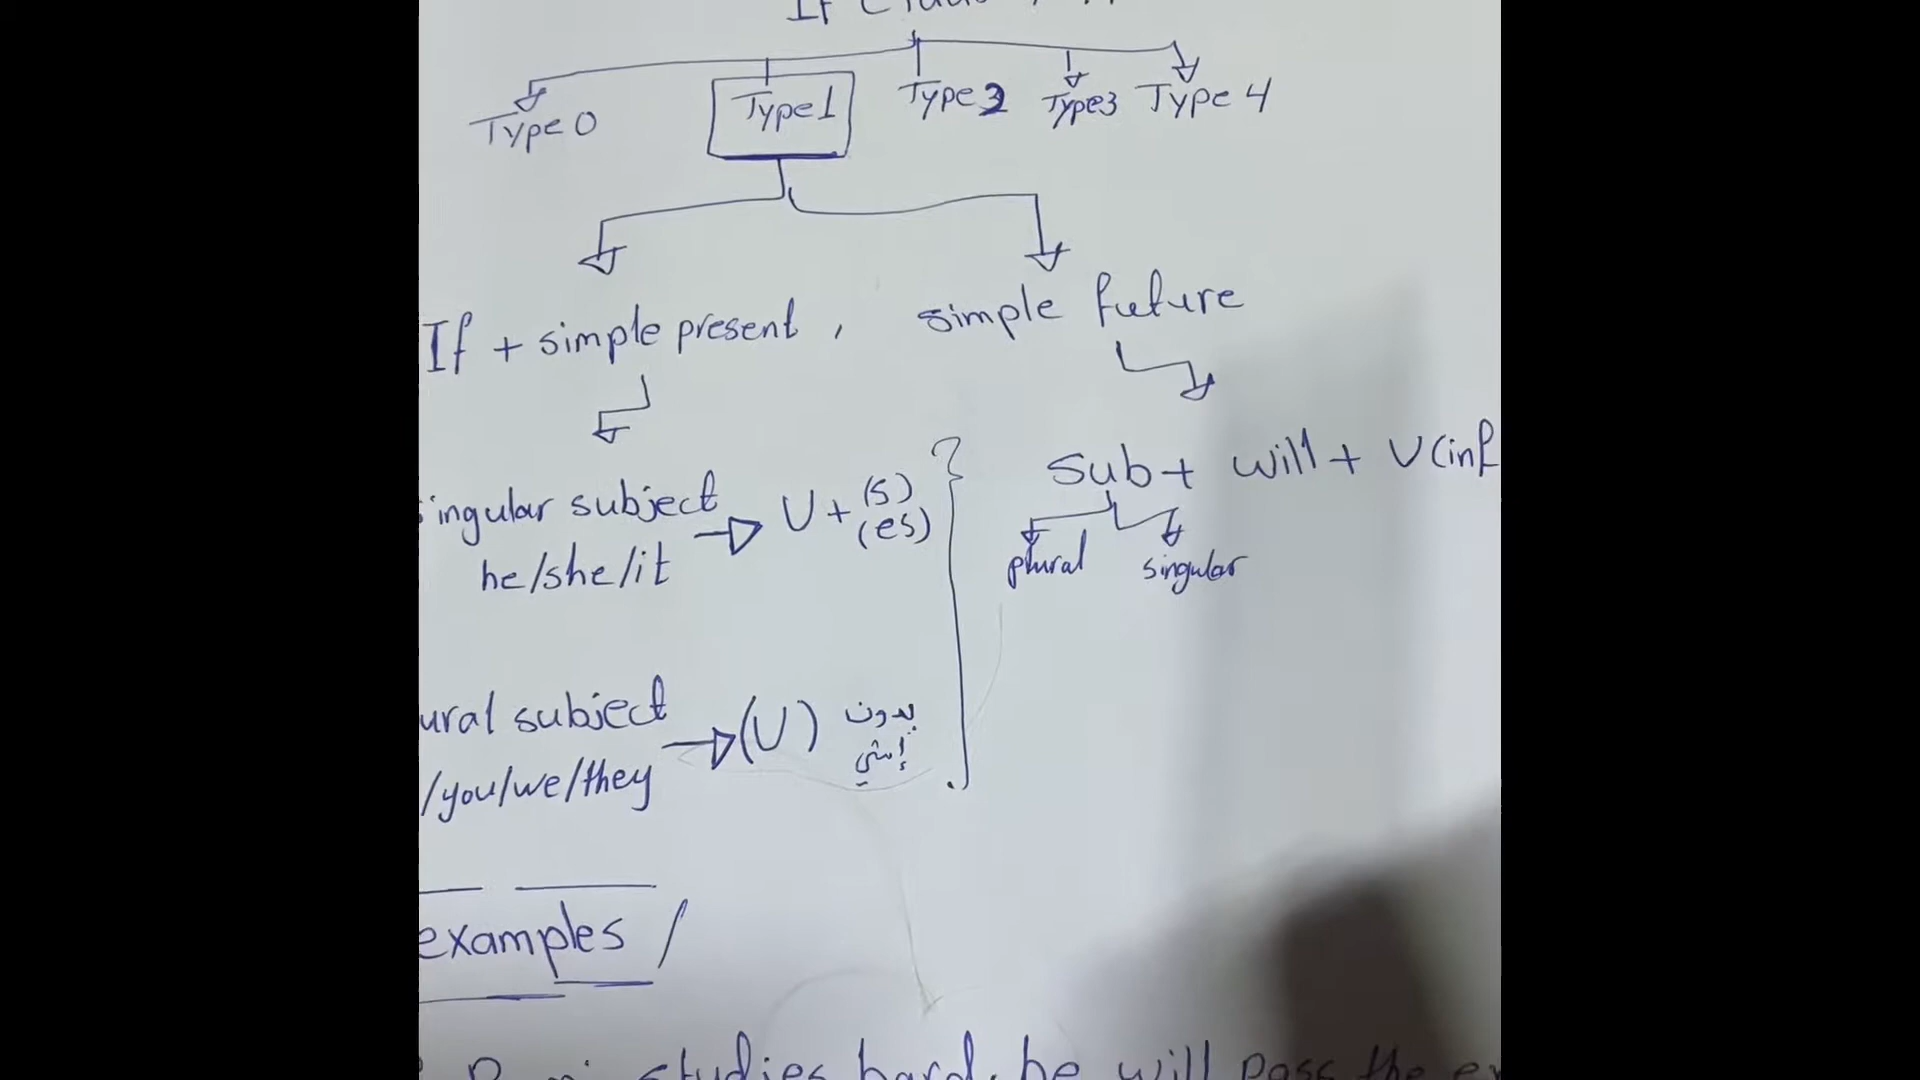 If
Type 0 Type 1 Type 2 Type3 Type 4
If + simple present , simple future
ingular subject → V + (s) (es)
he/she/it
Sub + will + V (inf
plural singular
ural subject → (V) بدون إشي
/you/we/they
examples /
studies hard, he will pass the e